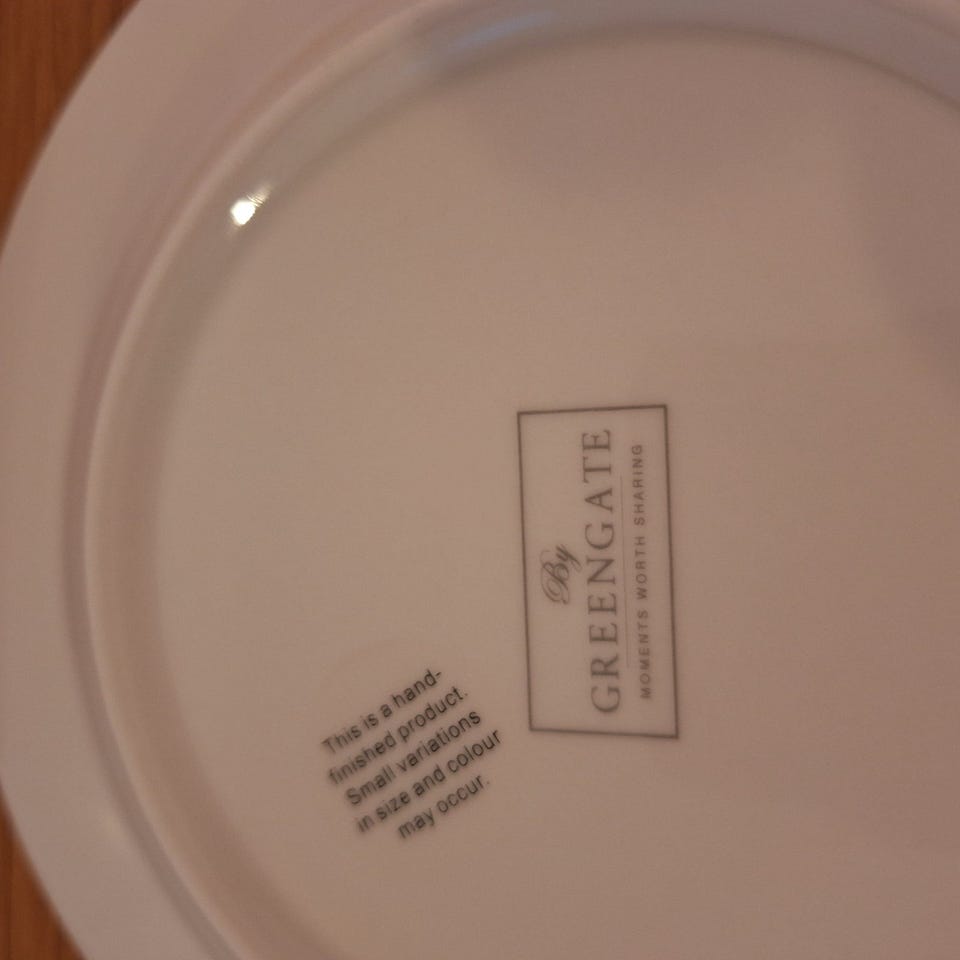 By
GREENGATE
MOMENTS WORTH SHARING
This is a hand-
finished product.
Small variations
in size and colour
may occur.